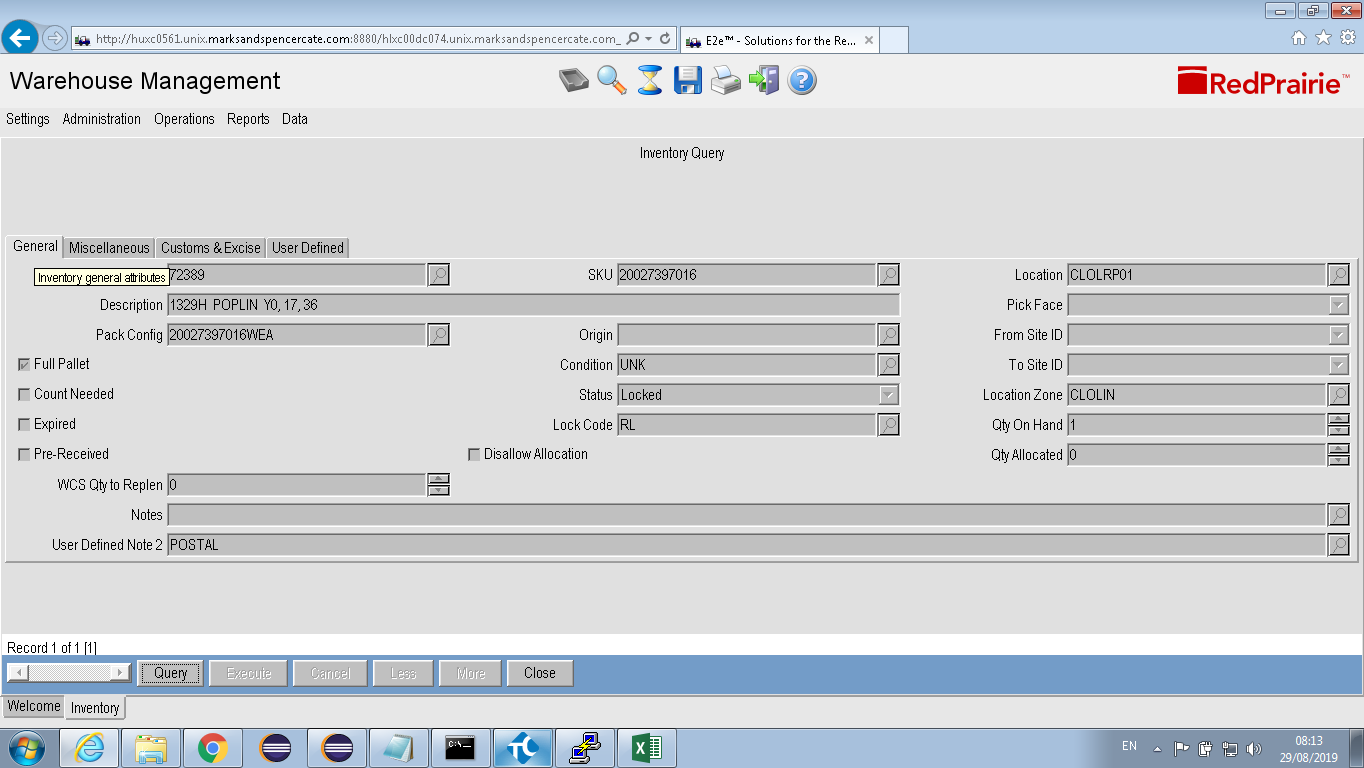 http://huxc0561.unix.marksandspencercate.com:8880/hlxc00dc074.unix.marksandspencercate.com_
E2e™ - Solutions for the Re...
Warehouse Management
RedPrairie™
Settings Administration Operations Reports Data
Inventory Query
General Miscellaneous Customs & Excise User Defined
Inventory general attributes 72389 SKU 20027397016 Location CLOLRP01
Description 1329H POPLIN Y0, 17, 36 Pick Face
Pack Config 20027397016WEA Origin From Site ID
Full Pallet Condition UNK To Site ID
Count Needed Status Locked Location Zone CLOLIN
Expired Lock Code RL Qty On Hand 1
Pre-Received Disallow Allocation Qty Allocated 0
WCS Qty to Replen 0
Notes
User Defined Note 2 POSTAL
Record 1 of 1 [1]
Query Execute Cancel Less More Close
Welcome Inventory
EN 08:13
29/08/2019